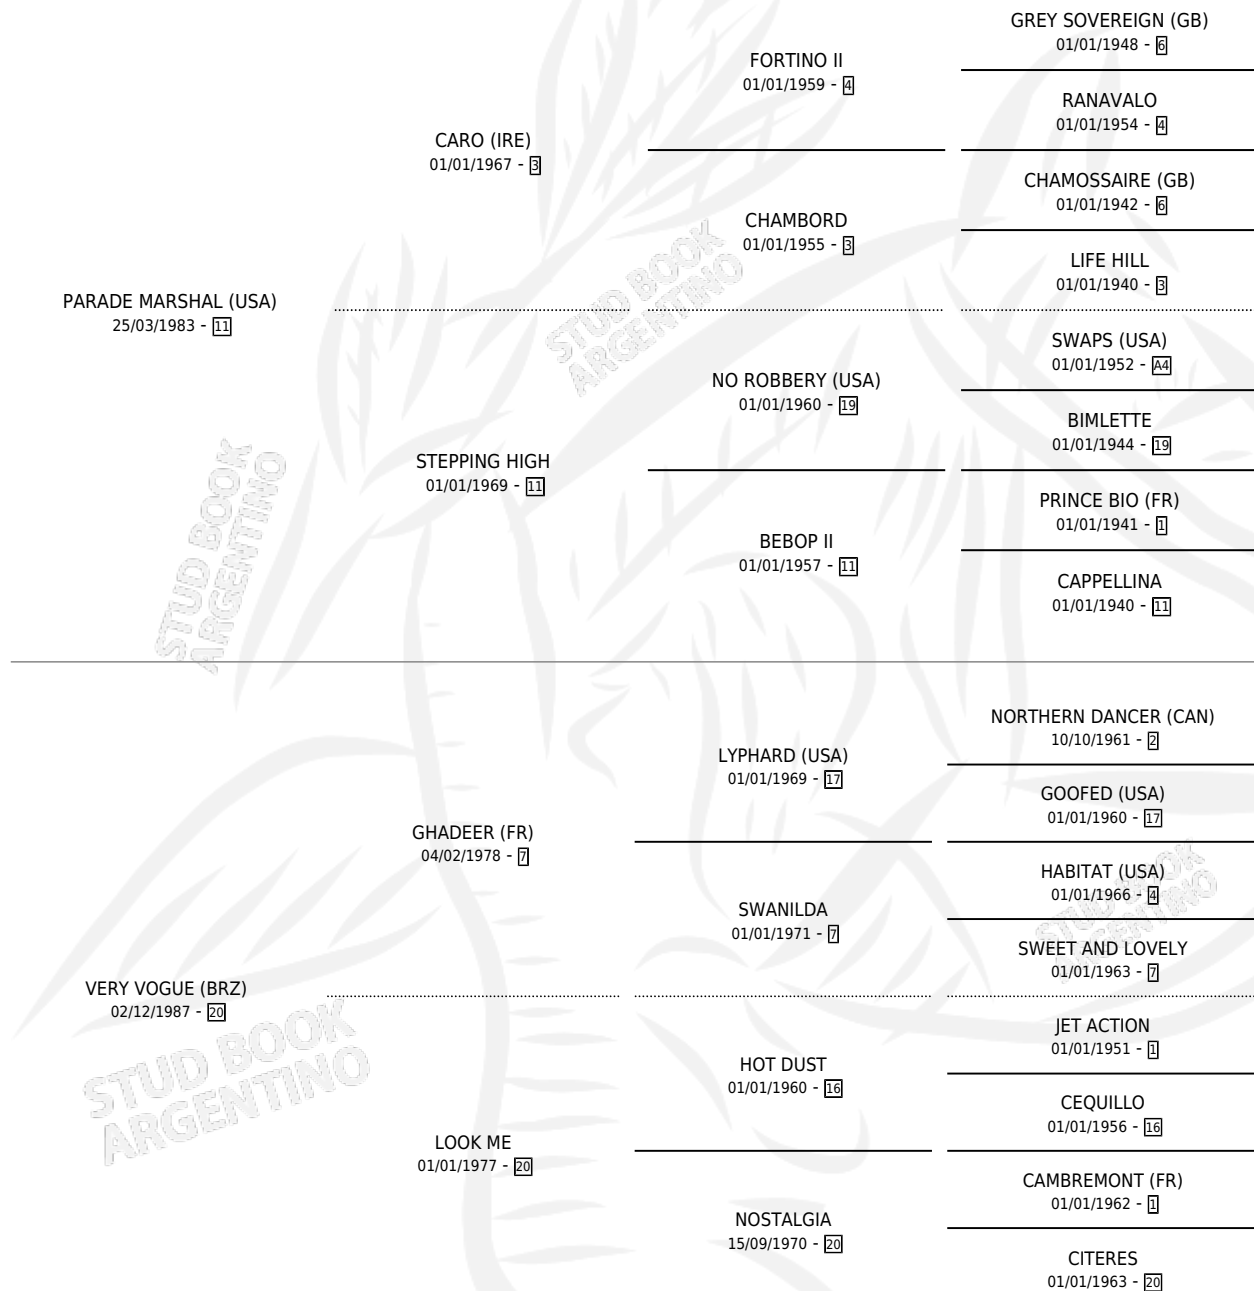 GREY SOVEREIGN (GB)
01/01/1948 - 6
FORTINO II
01/01/1959 - 4
RANAVALO
01/01/1954 - 4
CARO (IRE)
01/01/1967 - 3
CHAMOSSAIRE (GB)
01/01/1942 - 6
CHAMBORD
01/01/1955 - 3
LIFE HILL
01/01/1940 - 3
PARADE MARSHAL (USA)
25/03/1983 - 11
SWAPS (USA)
01/01/1952 - A4
NO ROBBERY (USA)
01/01/1960 - 19
BIMLETTE
01/01/1944 - 19
STEPPING HIGH
01/01/1969 - 11
PRINCE BIO (FR)
01/01/1941 - 1
BEBOP II
01/01/1957 - 11
CAPPELLINA
01/01/1940 - 11
STUD BOOK
ARGENTINO
STUD BOOK
ARGENTINO
NORTHERN DANCER (CAN)
10/10/1961 - 2
LYPHARD (USA)
01/01/1969 - 17
GOOFED (USA)
01/01/1960 - 17
GHADEER (FR)
04/02/1978 - 7
HABITAT (USA)
01/01/1966 - 4
SWANILDA
01/01/1971 - 7
SWEET AND LOVELY
01/01/1963 - 7
VERY VOGUE (BRZ)
02/12/1987 - 20
JET ACTION
01/01/1951 - 1
HOT DUST
01/01/1960 - 16
CEQUILLO
01/01/1956 - 16
LOOK ME
01/01/1977 - 20
CAMBREMONT (FR)
01/01/1962 - 1
NOSTALGIA
15/09/1970 - 20
CITERES
01/01/1963 - 20
STUD BOOK
ARGENTINO
STUD BOOK
ARGENTINO